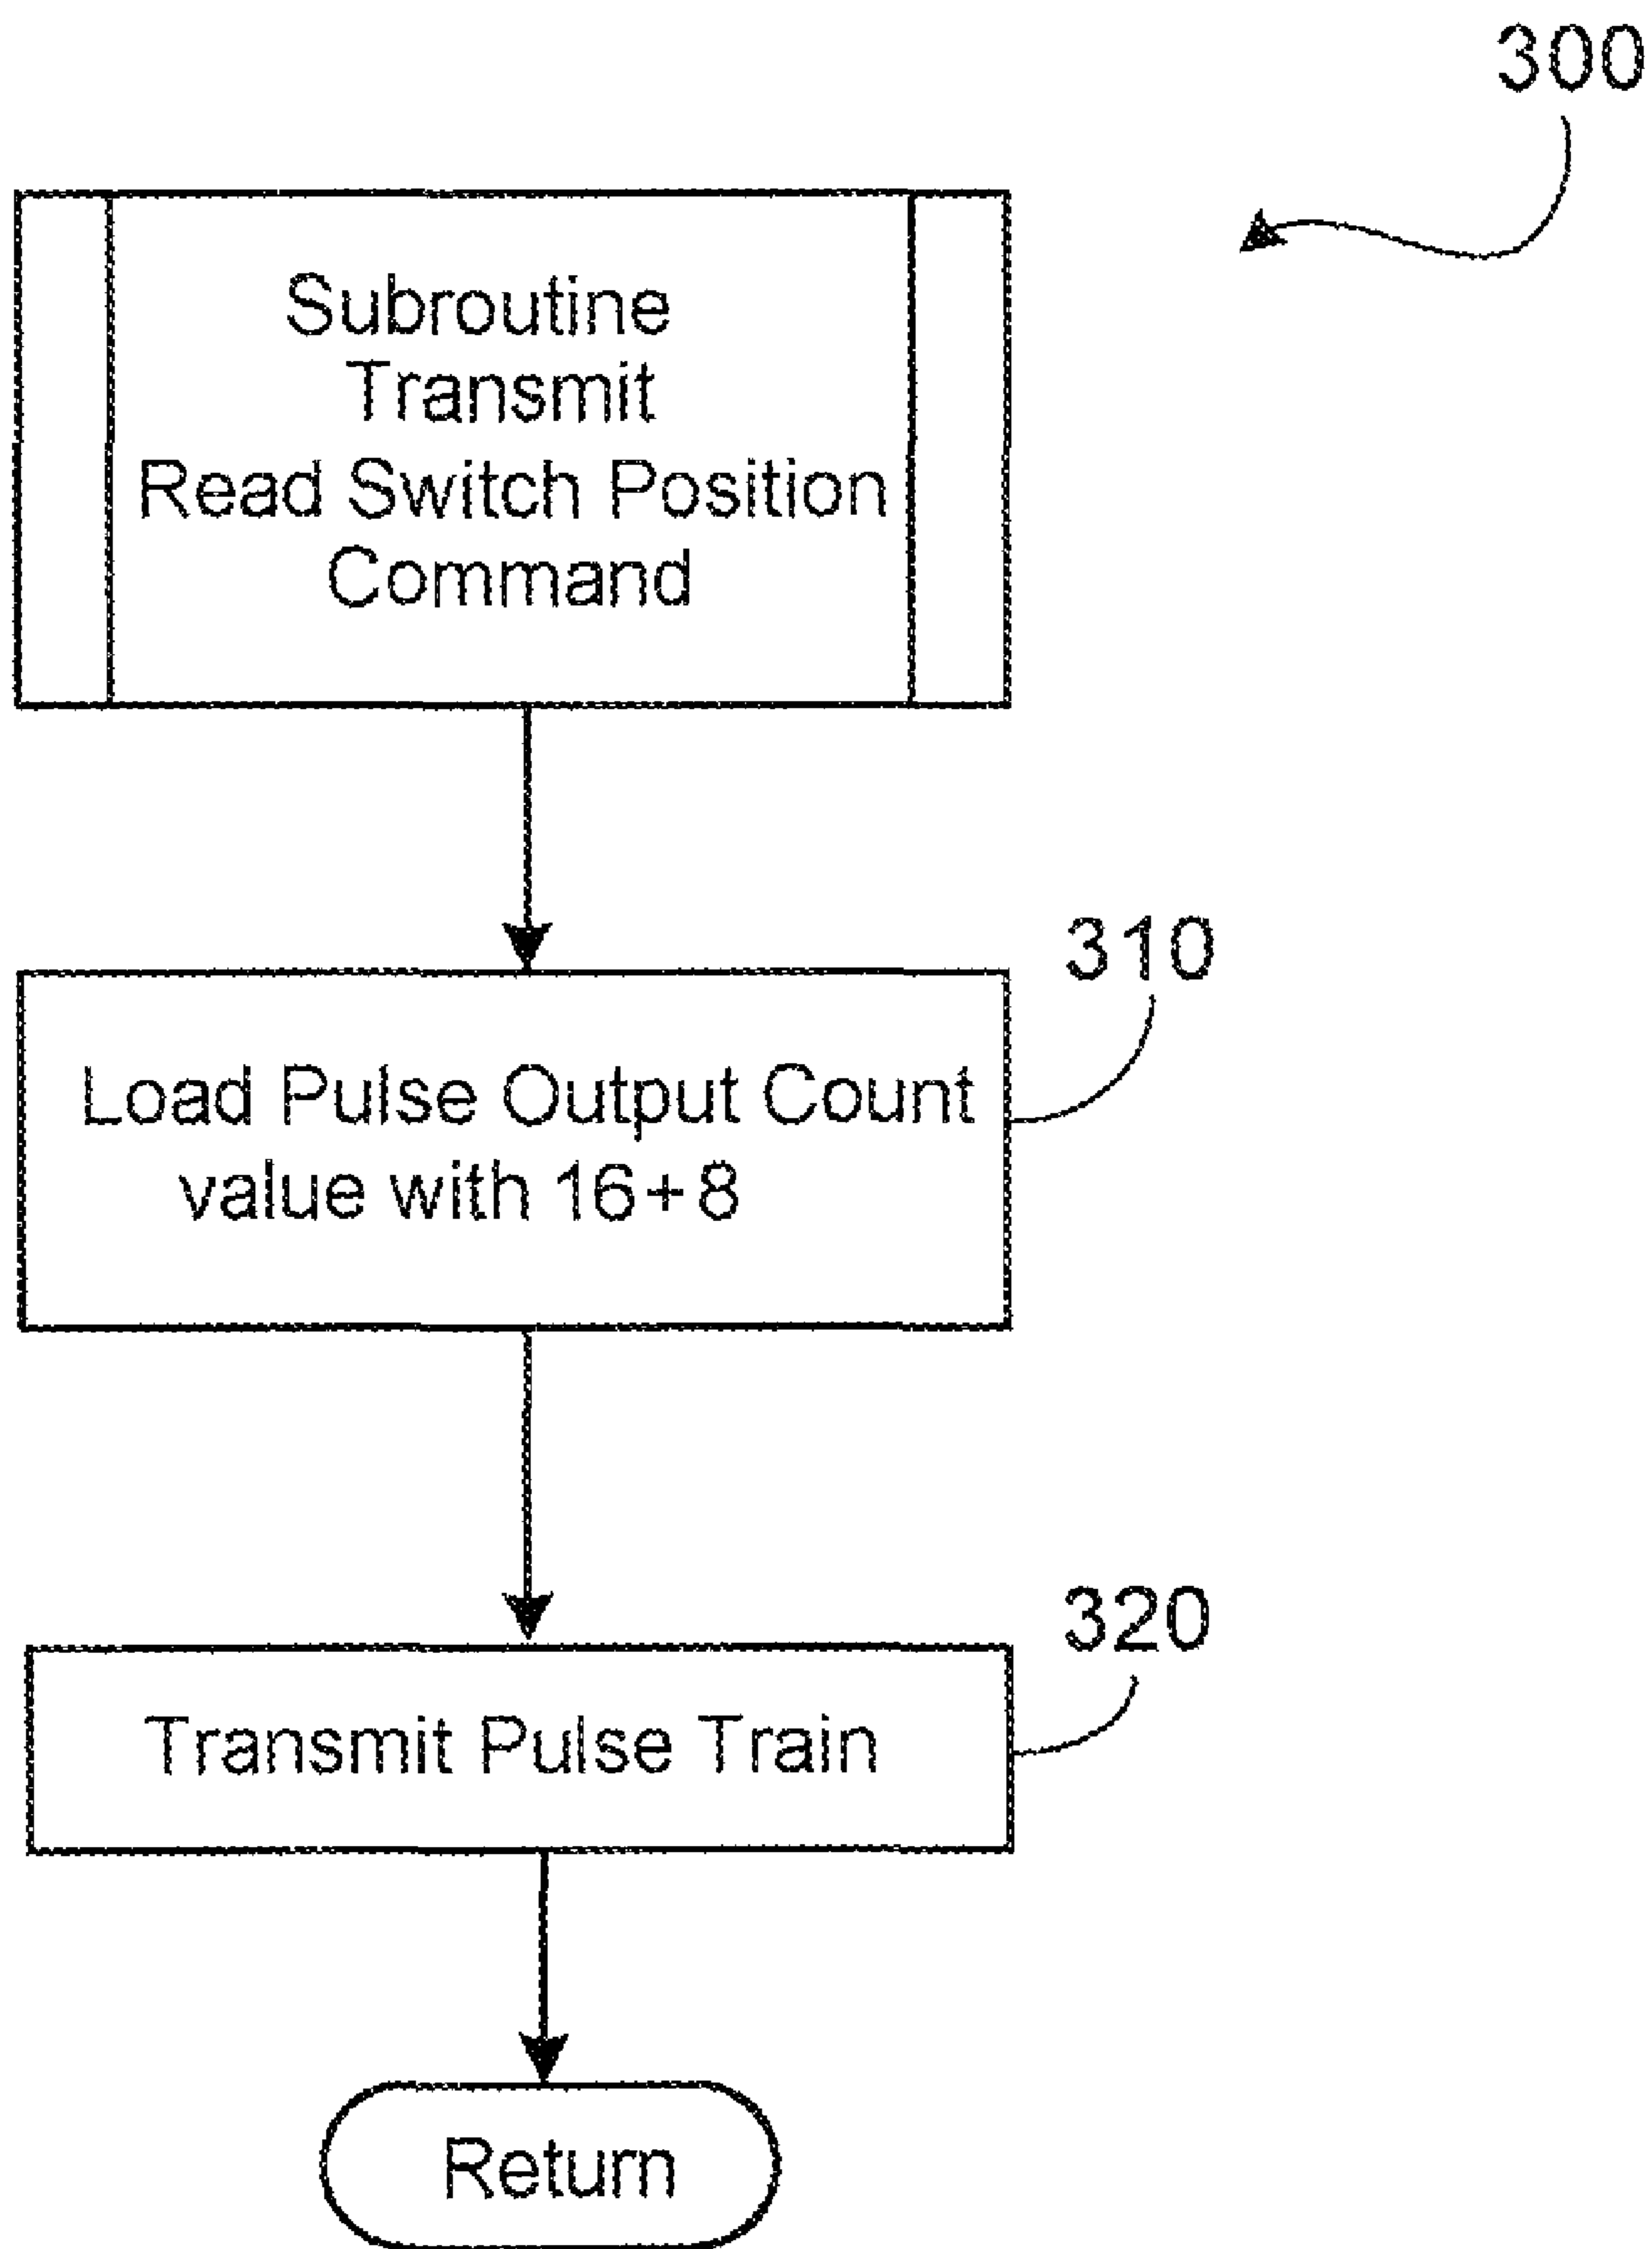 300
Subroutine
Transmit
Read Switch Position
Command
310
Load Pulse Output Count
value with 16+8
320
Transmit Pulse Train
Return